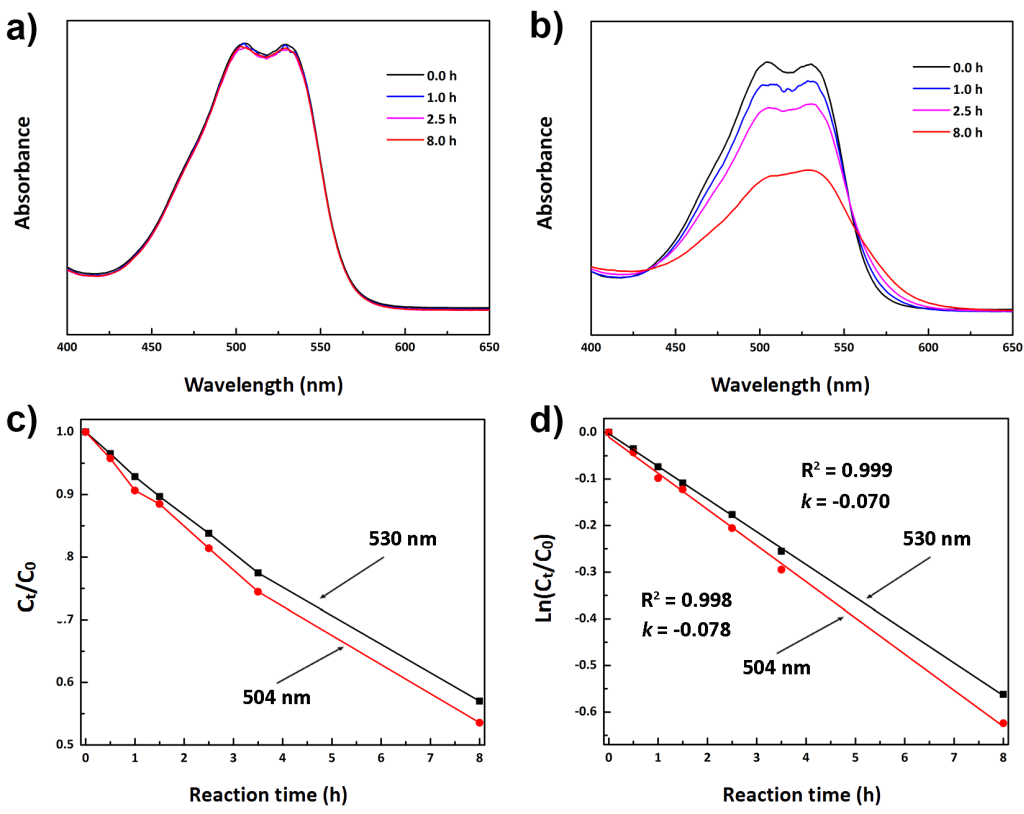 a)
Absorbance
0.0 h
1.0 h
2.5 h
8.0 h
400 450 500 550 600 650
Wavelength (nm)
b)
Absorbance
0.0 h
1.0 h
2.5 h
8.0 h
400 450 500 550 600 650
Wavelength (nm)
c)
Ct/C0
1.0
0.9
.8
-.7
0.6
0.5
530 nm
504 nm
0 1 2 3 4 5 6 7 8
Reaction time (h)
d)
Ln(Ct/C0)
0.0
-0.1
-0.2
-0.3
-0.4
-0.5
-0.6
R² = 0.999
k = -0.070
530 nm
R² = 0.998
k = -0.078
504 nm
0 1 2 3 4 5 6 7 8
Reaction time (h)